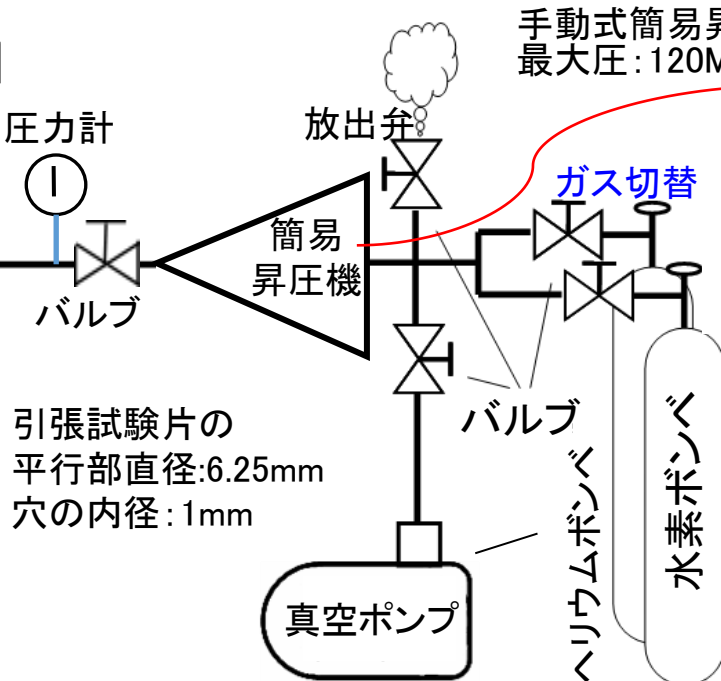 手動式簡易昇
最大圧：120M
圧力計
放出弁
ガス切替
簡易
昇圧機
バルブ
バルブ
引張試験片の
平行部直径:6.25mm
穴の内径：1mm
ヘリウムボンベ
水素ボンベ
真空ポンプ